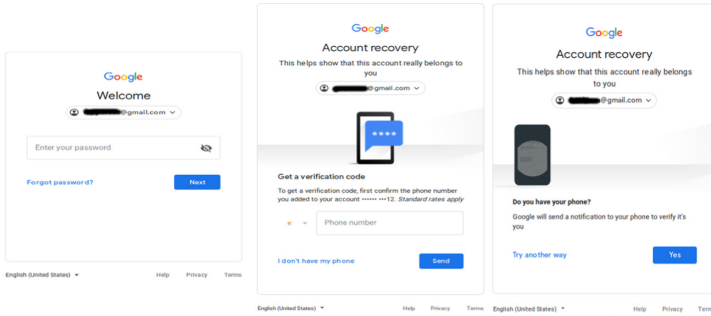 Google
Welcome
@gmail.com
Enter your password
Forgot password?
Next
English (United States)
Help
Privacy
Terms
Google
Account recovery
This helps show that this account really belongs to
you
@gmail.com
****
Get a verification code
To get a verification code, first confirm the phone number
you added to your account •••••• •••12. Standard rates apply
Phone number
I don't have my phone
Send
English (United States)
Help
Privacy
Terms
Google
Account recovery
This helps show that this account really belongs
to you
@gmail.com
Do you have your phone?
Google will send a notification to your phone to verify it's
you
Try another way
Yes
English (United States)
Help
Privacy
Term